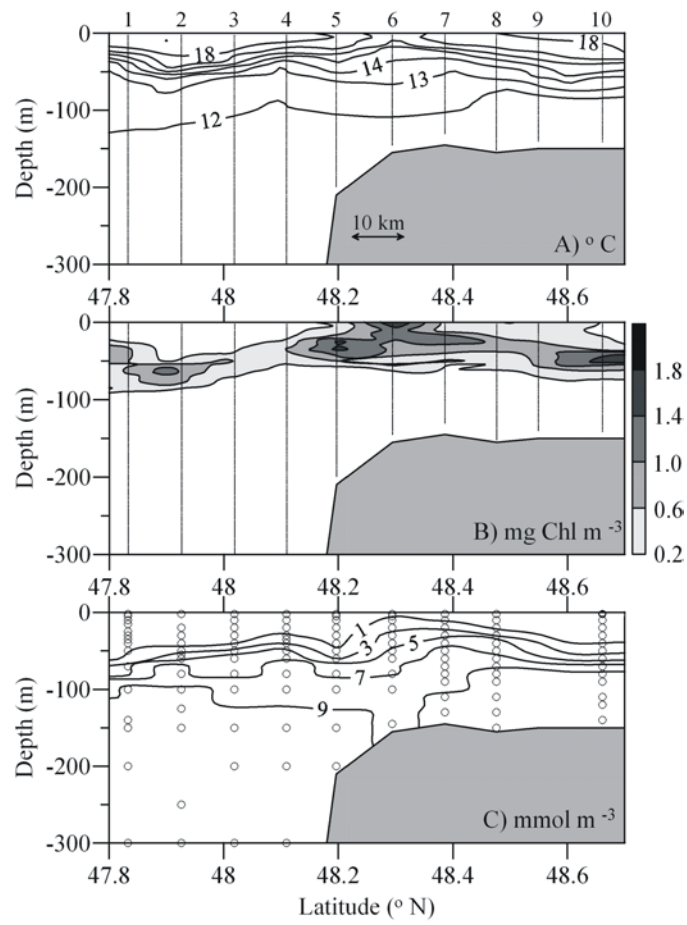 1 2 3 4 5 6 7 8 9 10
0
-100
-200
-300
Depth (m)
18
14
13
18
12
10 km
A) º C
47.8 48 48.2 48.4 48.6
0
-100
-200
-300
Depth (m)
B) mg Chl m -3
1.8
1.4
1.0
0.6
0.2
47.8 48 48.2 48.4 48.6
0
-100
-200
-300
Depth (m)
1
3
5
7
9
C) mmol m -3
47.8 48 48.2 48.4 48.6
Latitude (º N)